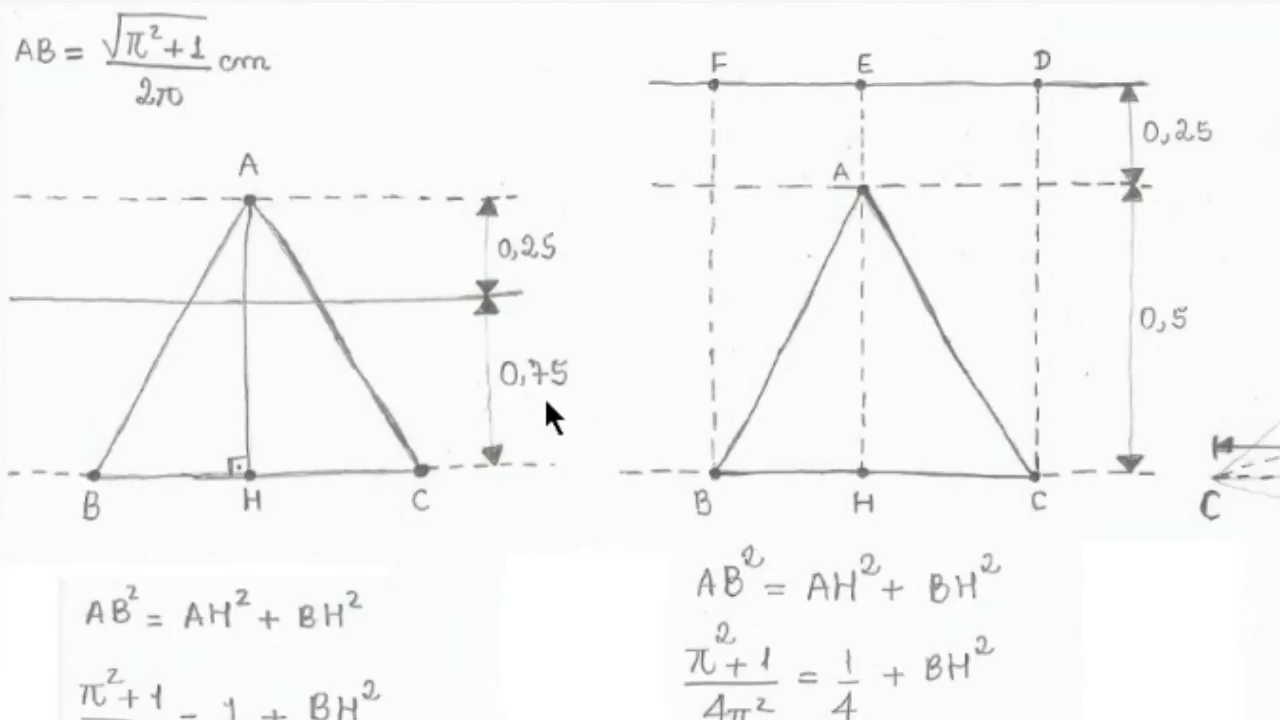 AB = √π²+1 / 2π cm
A
0,25
0,75
B H C
AB² = AH² + BH²
π²+1 = 1 + BH²
F E D
0,25
A
0,5
B H C
AB² = AH² + BH²
π²+1 / 4π² = 1/4 + BH²
C